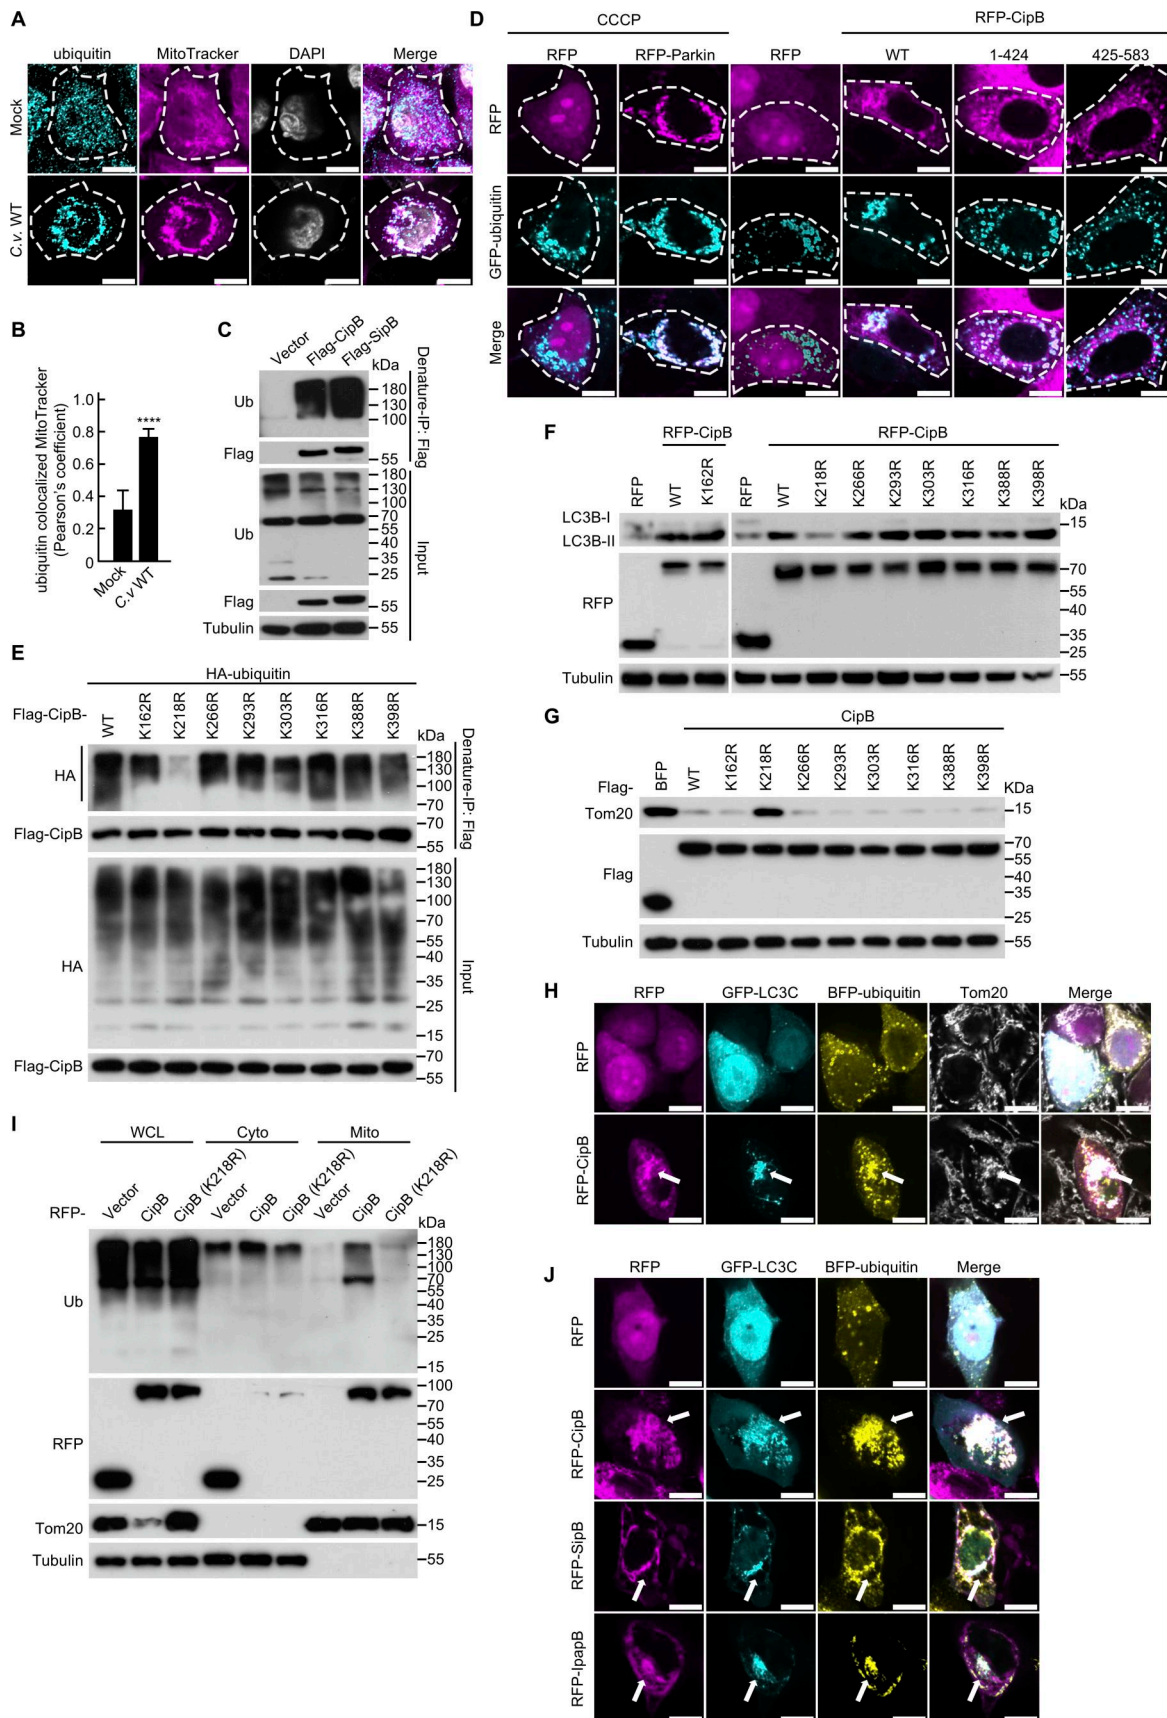 A
ubiquitin MitoTracker DAPI Merge
Mock
C.v. WT
B
ubiquitin colocalized MitoTracker
(Pearson's coefficient)
1.0
0.8
0.6
0.4
0.2
0
****
Mock
C.v WT
C
Vector
Flag-CipB
Flag-SipB
kDa
Ub
180
130
100
Flag
55
Denature-IP: Flag
Ub
180
130
100
70
55
40
35
25
Flag
55
Tubulin
55
Input
D
CCCP
RFP-CipB
RFP RFP-Parkin RFP WT 1-424 425-583
RFP
GFP-ubiquitin
Merge
E
HA-ubiquitin
Flag-CipB-
WT
K162R
K218R
K266R
K293R
K303R
K316R
K388R
K398R
kDa
HA
180
130
100
70
Flag-CipB
70
55
Denature-IP: Flag
HA
180
130
100
70
55
40
35
25
15
Flag-CipB
70
55
Input
F
RFP-CipB
RFP-CipB
RFP
WT
K162R
RFP
WT
K218R
K266R
K293R
K303R
K316R
K388R
K398R
kDa
LC3B-I
LC3B-II
15
RFP
70
55
40
35
25
Tubulin
55
G
CipB
Flag-
BFP
WT
K162R
K218R
K266R
K293R
K303R
K316R
K388R
K398R
KDa
Tom20
15
Flag
70
55
40
35
25
Tubulin
55
H
RFP GFP-LC3C BFP-ubiquitin Tom20 Merge
RFP
RFP-CipB
I
WCL Cyto Mito
RFP-
Vector
CipB
CipB (K218R)
Vector
CipB
CipB (K218R)
Vector
CipB
CipB (K218R)
kDa
Ub
180
130
100
70
55
40
35
25
15
RFP
100
70
55
40
35
25
Tom20
15
Tubulin
55
J
RFP GFP-LC3C BFP-ubiquitin Merge
RFP
RFP-CipB
RFP-SipB
RFP-IpapB